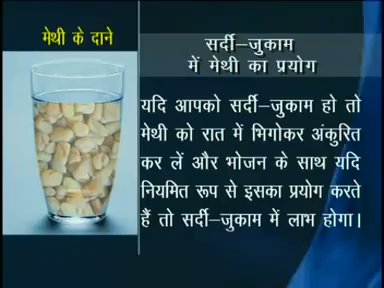 मेथी के दाने
सर्दी–जुकाम
में मेथी का प्रयोग
यदि आपको सर्दी–जुकाम हो तो
मेथी को रात में भिगोकर अंकुरित
कर लें और भोजन के साथ यदि
नियमित रूप से इसका प्रयोग करते
हैं तो सर्दी–जुकाम में लाभ होगा।